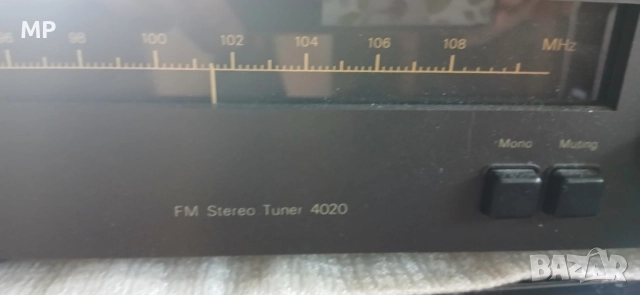 MP
96 98 100 102 104 106 108 MHz
Mono Muting
FM Stereo Tuner 4020
BAZAR